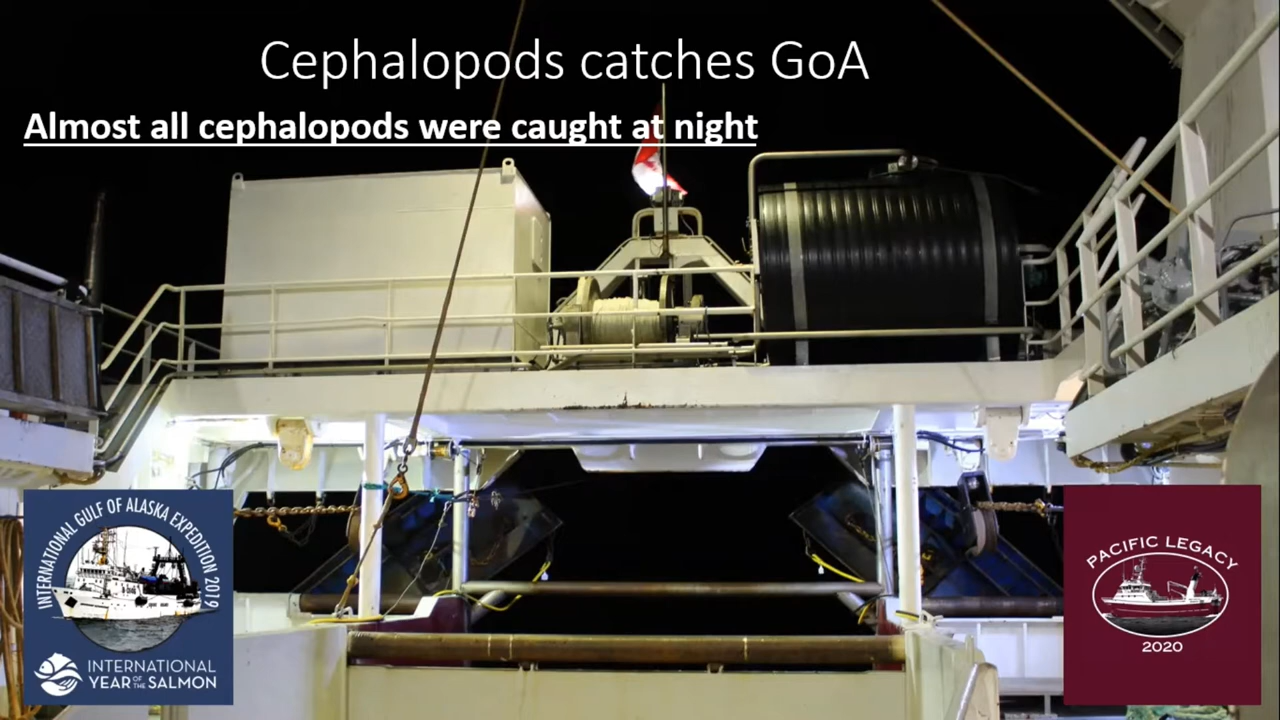 Cephalopods catches GoA
Almost all cephalopods were caught at night
INTERNATIONAL GULF OF ALASKA EXPEDITION 2019
INTERNATIONAL
YEAR OF THE SALMON
PACIFIC LEGACY
2020